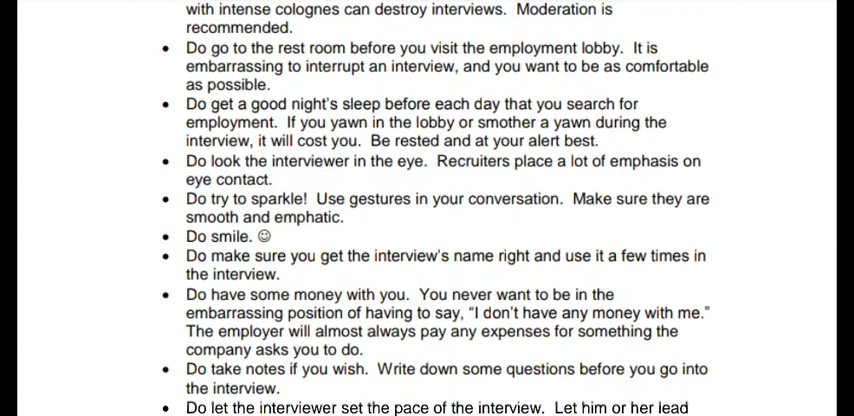 with intense colognes can destroy interviews. Moderation is
recommended.
• Do go to the rest room before you visit the employment lobby. It is
embarrassing to interrupt an interview, and you want to be as comfortable
as possible.
• Do get a good night's sleep before each day that you search for
employment. If you yawn in the lobby or smother a yawn during the
interview, it will cost you. Be rested and at your alert best.
• Do look the interviewer in the eye. Recruiters place a lot of emphasis on
eye contact.
• Do try to sparkle! Use gestures in your conversation. Make sure they are
smooth and emphatic.
• Do smile. ☺
• Do make sure you get the interview's name right and use it a few times in
the interview.
• Do have some money with you. You never want to be in the
embarrassing position of having to say, “I don't have any money with me.”
The employer will almost always pay any expenses for something the
company asks you to do.
• Do take notes if you wish. Write down some questions before you go into
the interview.
• Do let the interviewer set the pace of the interview. Let him or her lead